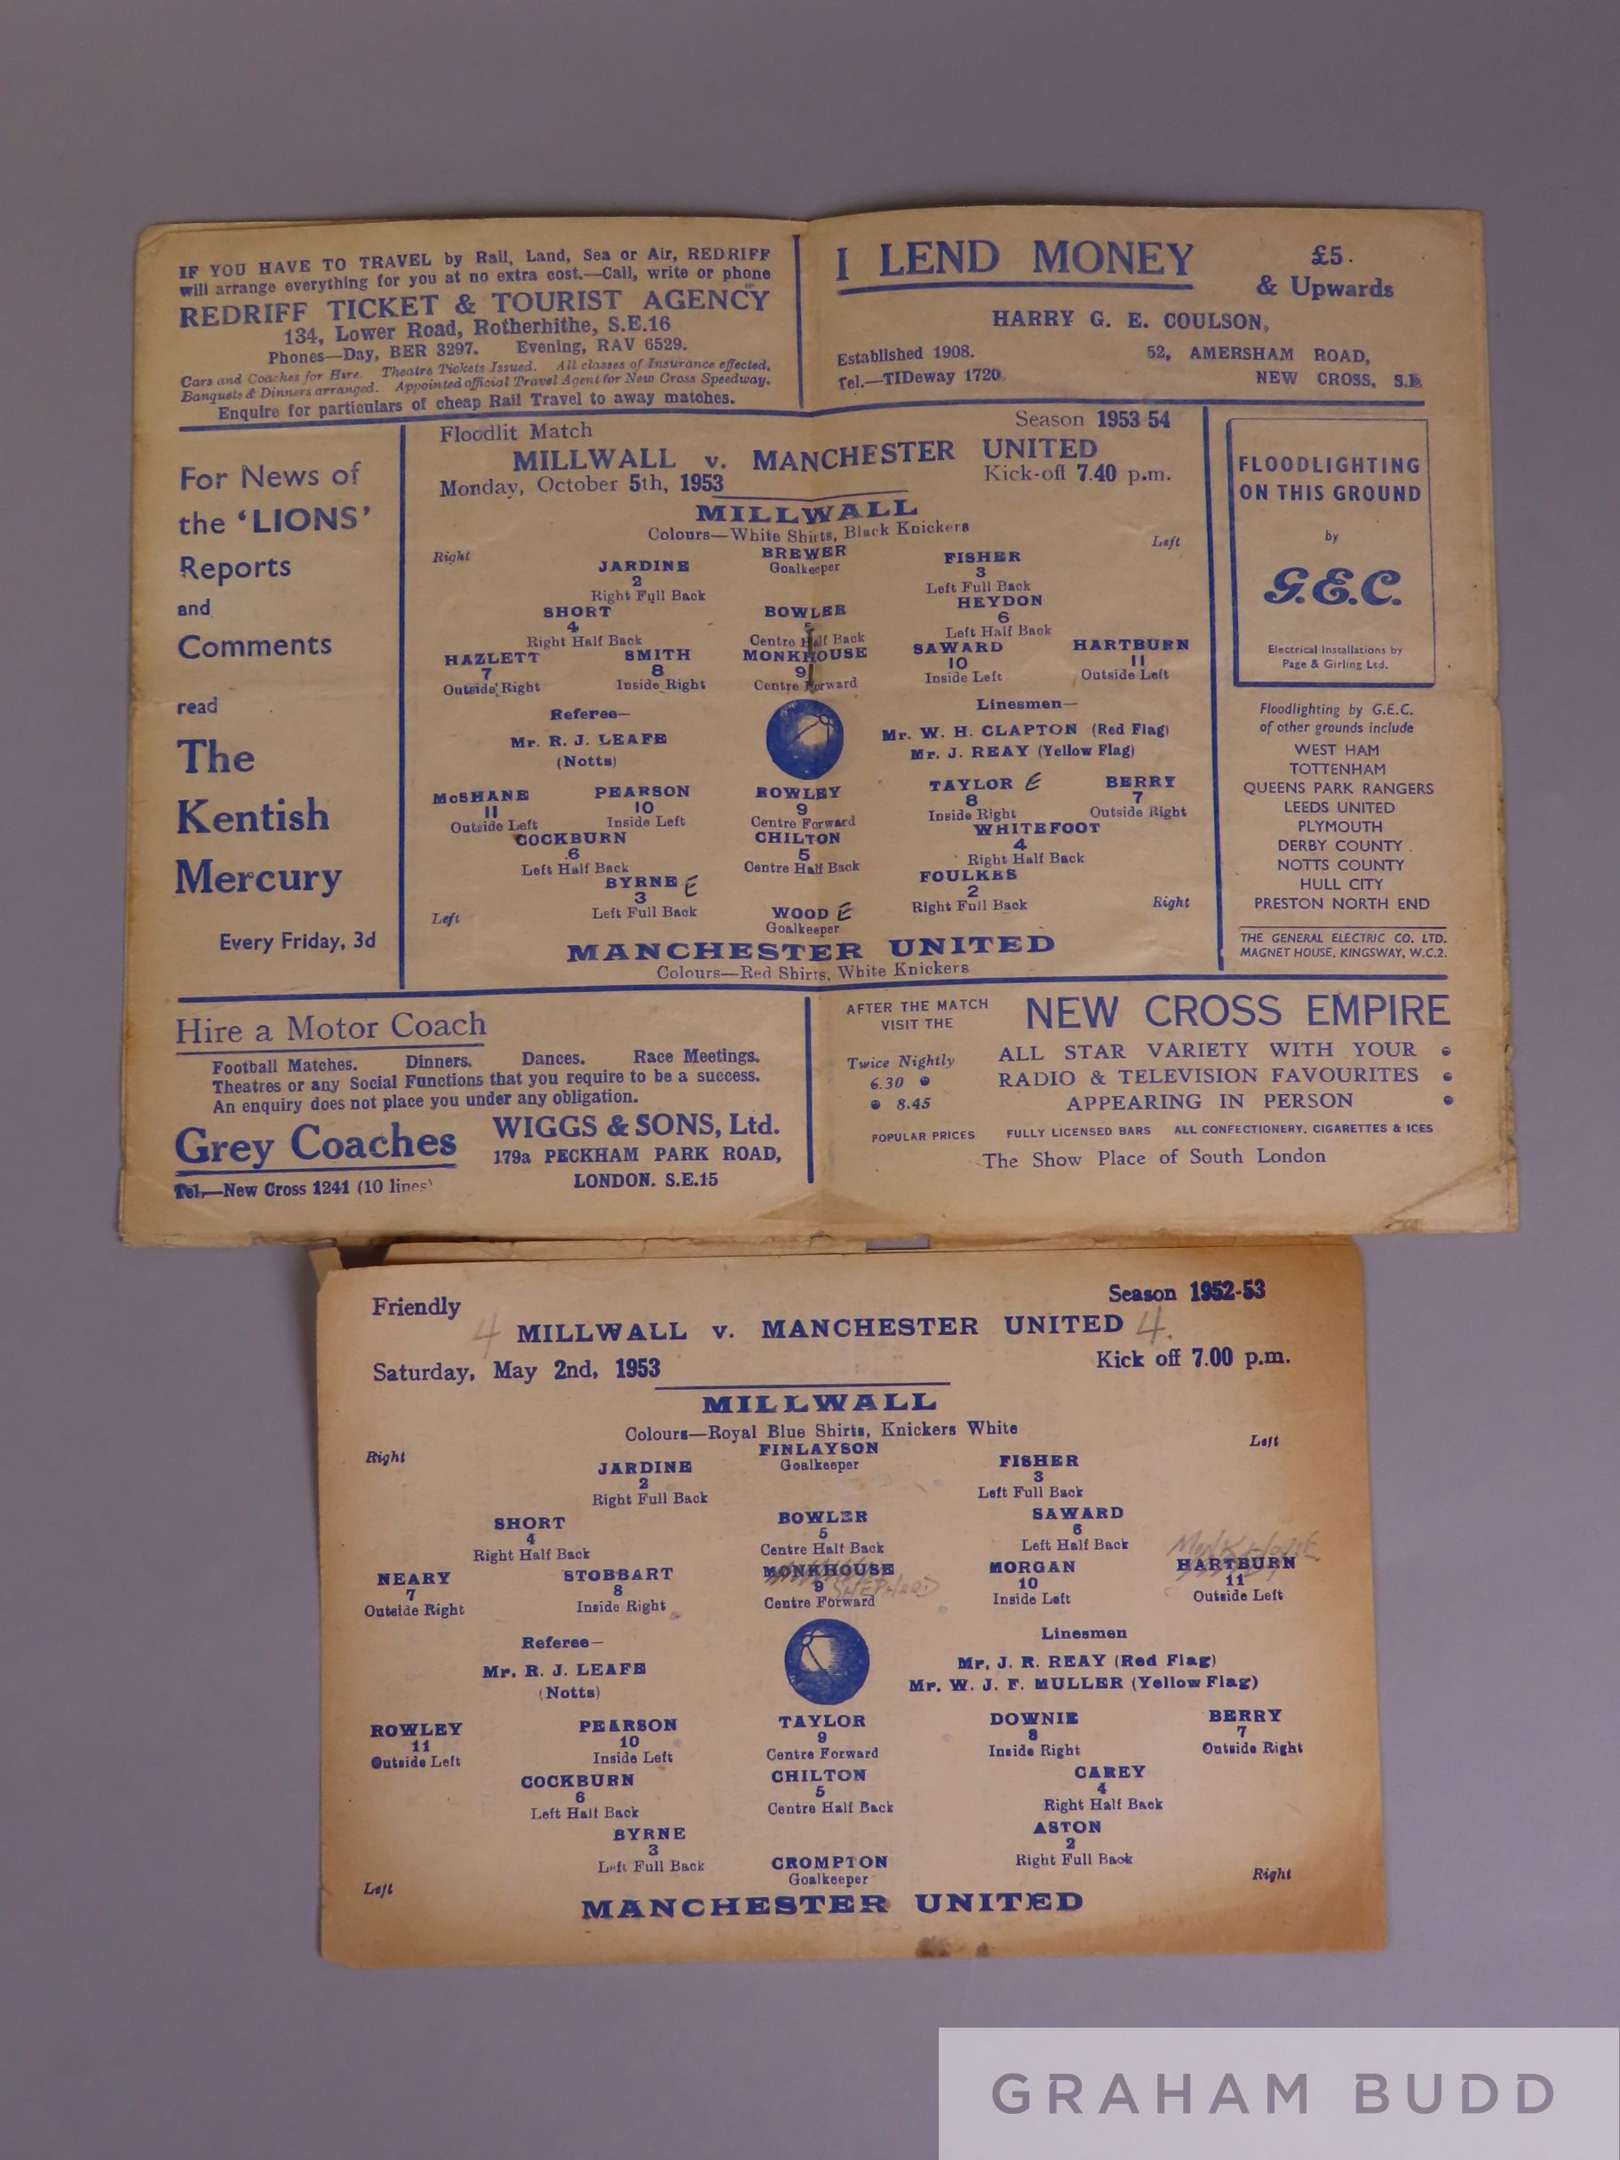 IF YOU HAVE TO TRAVEL by Rail, Land, Sea or Air, REDRIFF
will arrange everything for you at no extra cost.—Call, write or phone
REDRIFF TICKET & TOURIST AGENCY
134, Lower Road, Rotherhithe, S.E.16
Phones—Day, BER 3297. Evening, RAV 6529.
Cars and Coaches for Hire. Theatre Tickets Issued. All classes of Insurance effected,
Banquets & Dinners arranged. Appointed official Travel Agent for New Cross Speedway.
Enquire for particulars of cheap Rail Travel to away matches.
I LEND MONEY
£5.
& Upwards
HARRY G. E. COULSON,
Established 1908.
52, AMERSHAM ROAD,
Tel.—TIDeway 1720
NEW CROSS, S.E.
For News of
the ‘LIONS’
Reports
and
Comments
read
The
Kentish
Mercury
Every Friday, 3d
Floodlit Match
Season 1953 54
MILLWALL v. MANCHESTER UNITED
Monday, October 5th, 1953
Kick-off 7.40 p.m.
MILLWALL
Colours—White Shirts, Black Knickers
Right
Left
BREWER
Goalkeeper
JARDINE
2
Right Full Back
FISHER
3
Left Full Back
SHORT
4
Right Half Back
BOWLER
5
Centre Half Back
HEYDON
6
Left Half Back
HAZLETT
7
Outside Right
SMITH
8
Inside Right
MONKHOUSE
9
Centre Forward
SAWARD
10
Inside Left
HARTBURN
11
Outside Left
Referee—
Mr. R. J. LEAFE
(Notts)
Linesmen—
Mr. W. H. CLAPTON (Red Flag)
Mr. J. REAY (Yellow Flag)
McSHANE
11
Outside Left
PEARSON
10
Inside Left
ROWLEY
9
Centre Forward
TAYLOR E
8
Inside Right
BERRY
7
Outside Right
COCKBURN
6
Left Half Back
CHILTON
5
Centre Half Back
WHITEFOOT
4
Right Half Back
BYRNE E
3
Left Full Back
FOULKES
2
Right Full Back
WOOD E
Goalkeeper
Left
Right
MANCHESTER UNITED
Colours—Red Shirts, White Knickers
FLOODLIGHTING
ON THIS GROUND
by
G.E.C.
Electrical Installations by
Page & Girling Ltd.
Floodlighting by G.E.C.
of other grounds include
WEST HAM
TOTTENHAM
QUEENS PARK RANGERS
LEEDS UNITED
PLYMOUTH
DERBY COUNTY
NOTTS COUNTY
HULL CITY
PRESTON NORTH END
THE GENERAL ELECTRIC CO. LTD.
MAGNET HOUSE, KINGSWAY, W.C.2.
Hire a Motor Coach
Football Matches. Dinners. Dances. Race Meetings.
Theatres or any Social Functions that you require to be a success.
An enquiry does not place you under any obligation.
Grey Coaches
WIGGS & SONS, Ltd.
179a PECKHAM PARK ROAD,
LONDON. S.E.15
Tel.—New Cross 1241 (10 lines)
AFTER THE MATCH
VISIT THE
NEW CROSS EMPIRE
Twice Nightly
6.30
8.45
ALL STAR VARIETY WITH YOUR
RADIO & TELEVISION FAVOURITES
APPEARING IN PERSON
POPULAR PRICES FULLY LICENSED BARS ALL CONFECTIONERY, CIGARETTES & ICES
The Show Place of South London
Friendly
Season 1952-53
4 MILLWALL v. MANCHESTER UNITED 4.
Saturday, May 2nd, 1953
Kick off 7.00 p.m.
MILLWALL
Colours—Royal Blue Shirts, Knickers White
Right
Left
FINLAYSON
Goalkeeper
JARDINE
2
Right Full Back
FISHER
3
Left Full Back
SHORT
4
Right Half Back
BOWLER
5
Centre Half Back
SAWARD
6
Left Half Back
NEARY
7
Outside Right
STOBBART
8
Inside Right
MONKHOUSE
9
SHEPHERD
Centre Forward
MORGAN
10
Inside Left
MONKHOUSE
HARTBURN
11
Outside Left
Referee—
Mr. R. J. LEAFE
(Notts)
Linesmen
Mr. J. R. REAY (Red Flag)
Mr. W. J. F. MULLER (Yellow Flag)
ROWLEY
11
Outside Left
PEARSON
10
Inside Left
TAYLOR
9
Centre Forward
DOWNIE
8
Inside Right
BERRY
7
Outside Right
COCKBURN
6
Left Half Back
CHILTON
5
Centre Half Back
CAREY
4
Right Half Back
BYRNE
3
Left Full Back
ASTON
2
Right Full Back
CROMPTON
Goalkeeper
Left
Right
MANCHESTER UNITED
GRAHAM BUDD